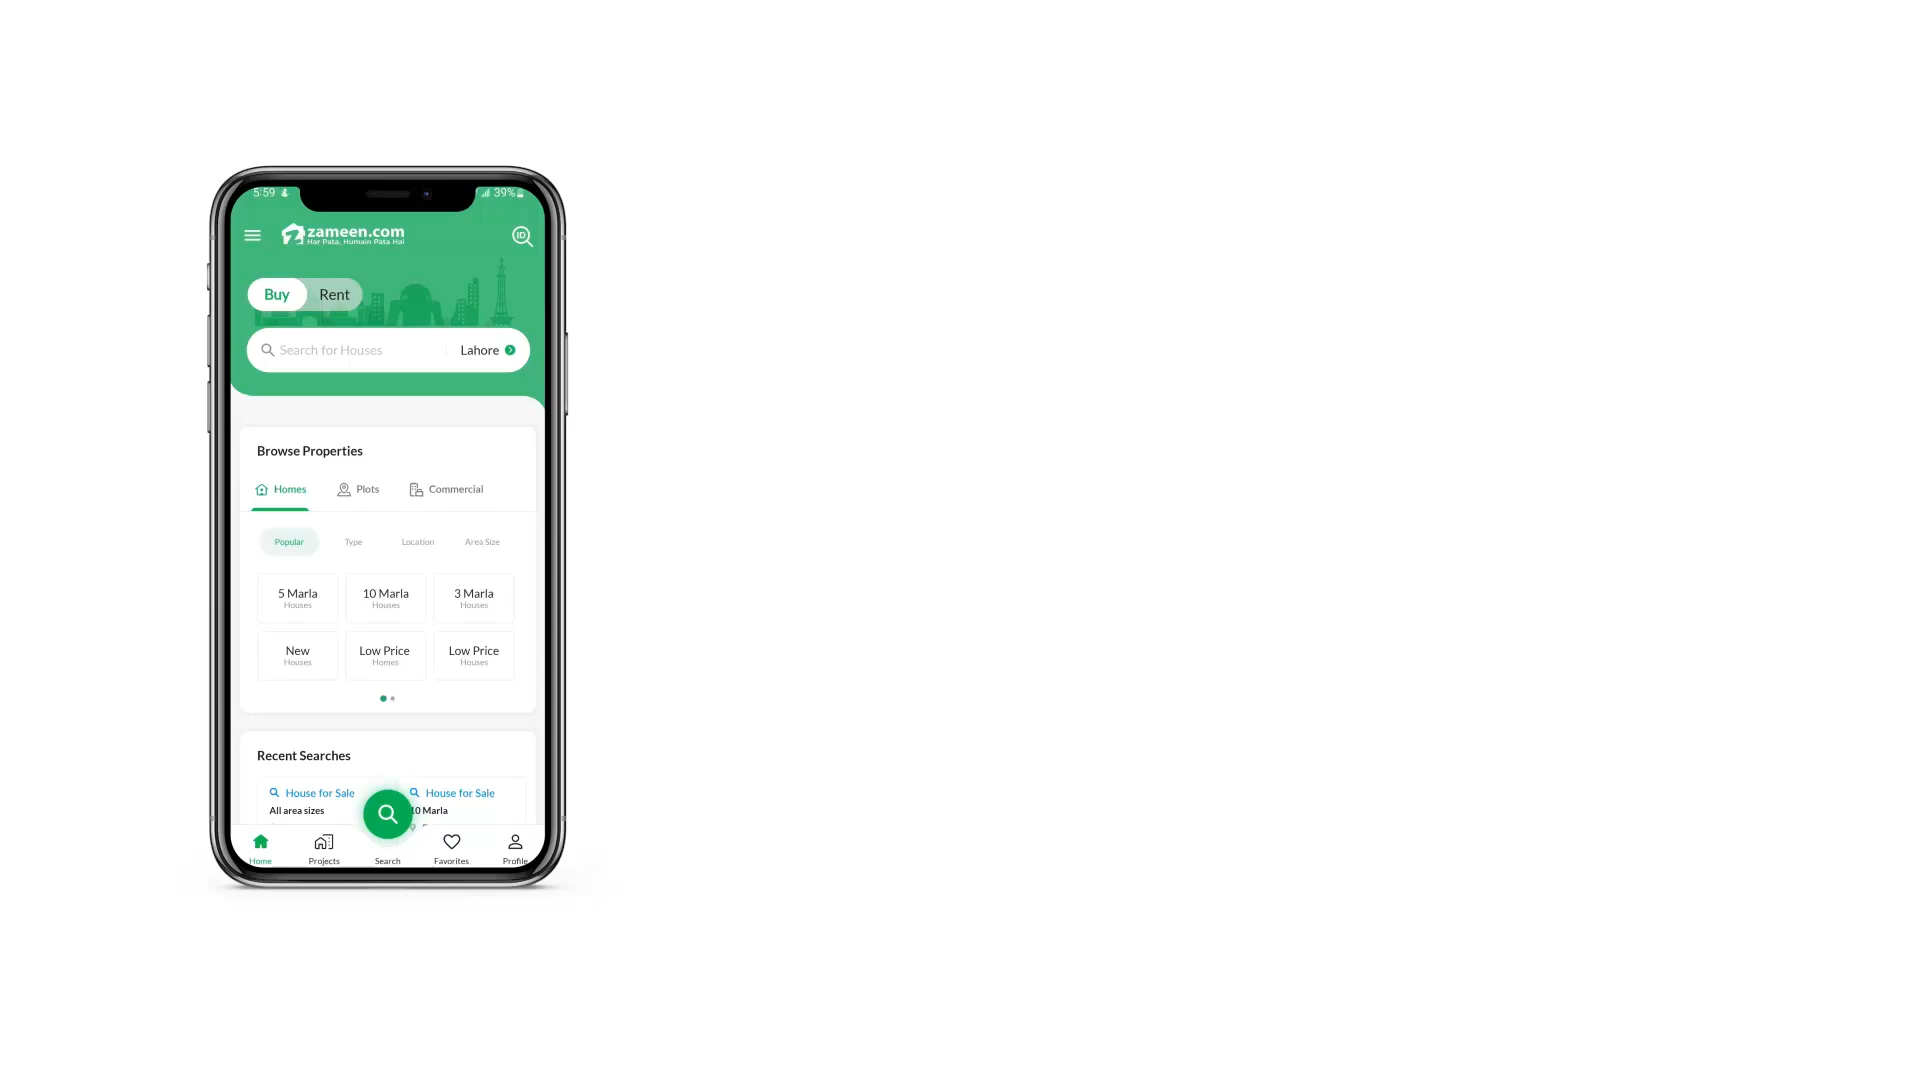 5:59
39%
zameen.com
Har Pata, Humain Pata Hai
ID
Buy Rent
Search for Houses Lahore
Browse Properties
Homes Plots Commercial
Popular Type Location Area Size
5 Marla 10 Marla 3 Marla
Houses Houses Houses
New Low Price Low Price
Houses Homes Houses
Recent Searches
House for Sale House for Sale
All area sizes 10 Marla
Home Projects Search Favorites Profile